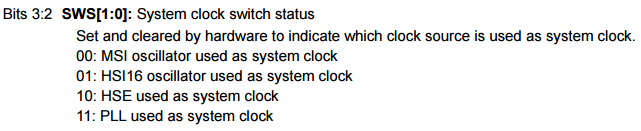 Bits 3:2 SWS[1:0]: System clock switch status
Set and cleared by hardware to indicate which clock source is used as system clock.
00: MSI oscillator used as system clock
01: HSI16 oscillator used as system clock
10: HSE used as system clock
11: PLL used as system clock